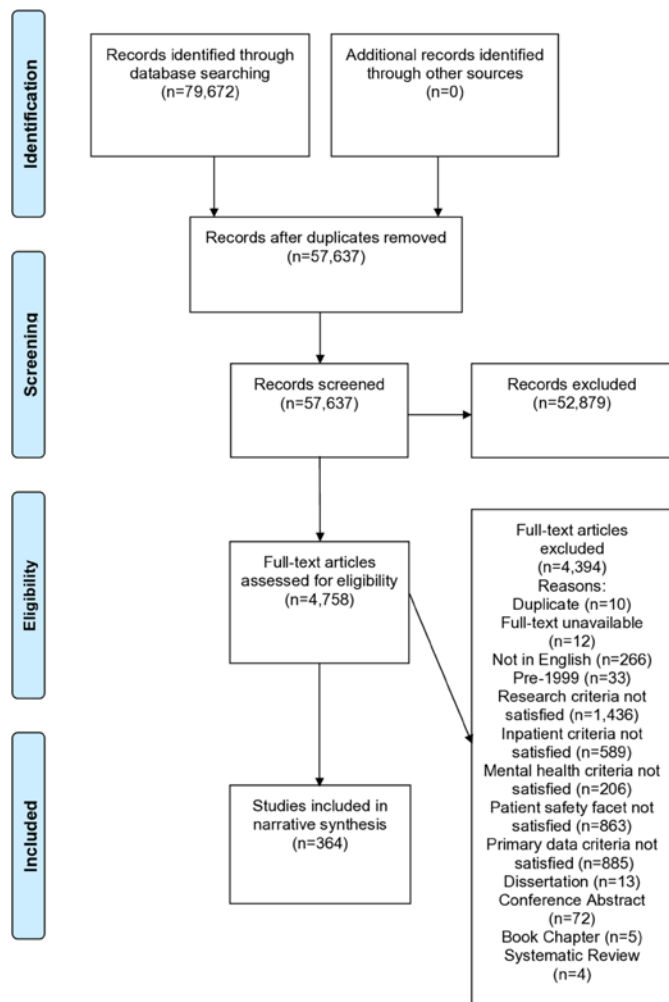 Identification
Records identified through
database searching
(n=79,672)
Additional records identified
through other sources
(n=0)
Records after duplicates removed
(n=57,637)
Screening
Records screened
(n=57,637)
Records excluded
(n=52,879)
Eligibility
Full-text articles
assessed for eligibility
(n=4,758)
Full-text articles
excluded
(n=4,394)
Reasons:
Duplicate (n=10)
Full-text unavailable
(n=12)
Not in English (n=266)
Pre-1999 (n=33)
Research criteria not
satisfied (n=1,436)
Inpatient criteria not
satisfied (n=589)
Mental health criteria not
satisfied (n=206)
Patient safety facet not
satisfied (n=863)
Primary data criteria not
satisfied (n=885)
Dissertation (n=13)
Conference Abstract
(n=72)
Book Chapter (n=5)
Systematic Review
(n=4)
Included
Studies included in
narrative synthesis
(n=364)